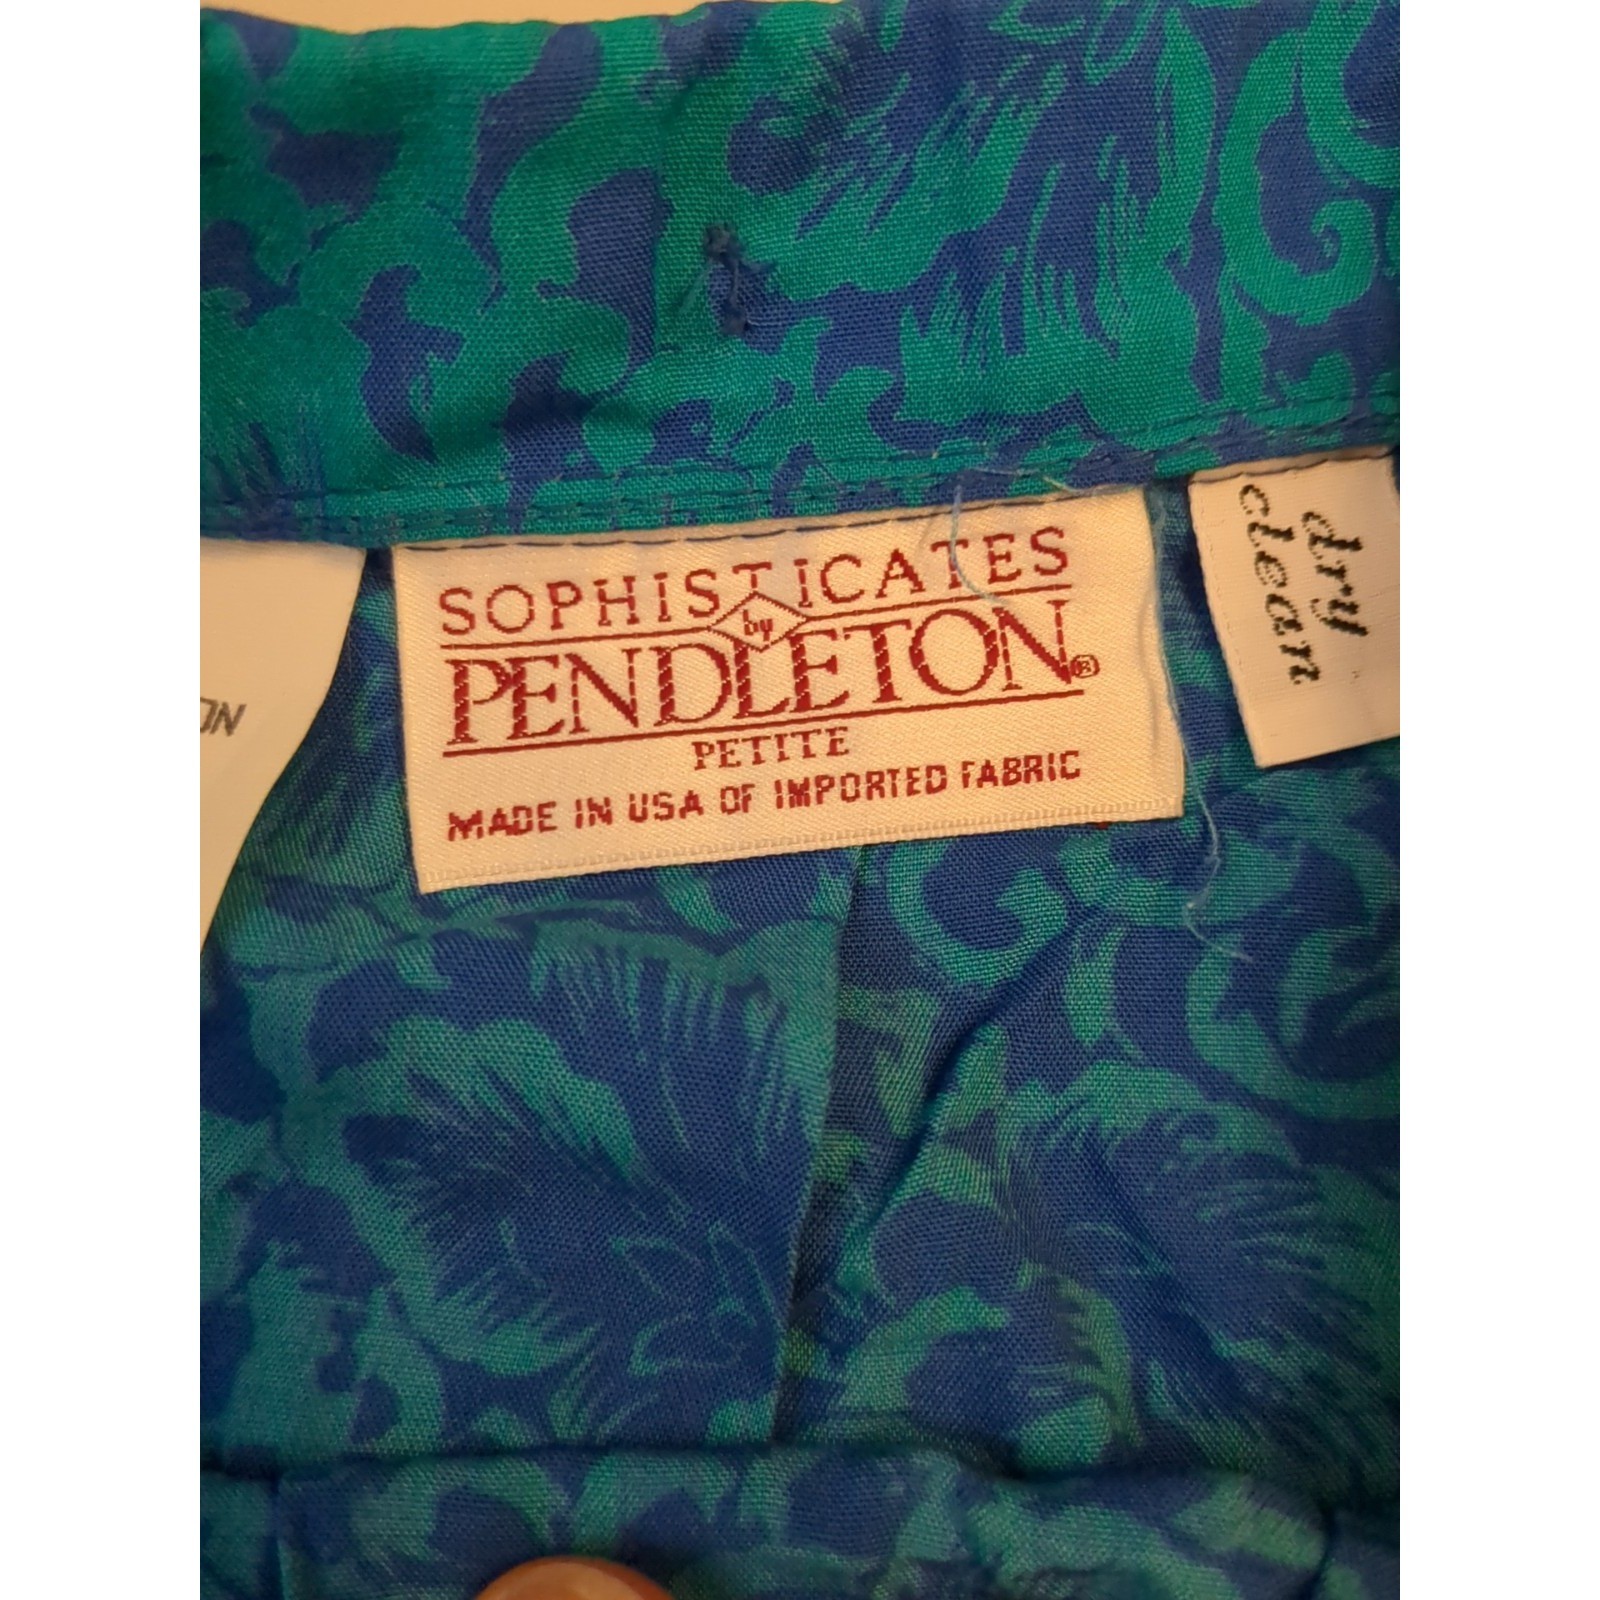 SOPHISTICATES
by
PENDLETON®
PETITE
MADE IN USA OF IMPORTED FABRIC
dry
clean